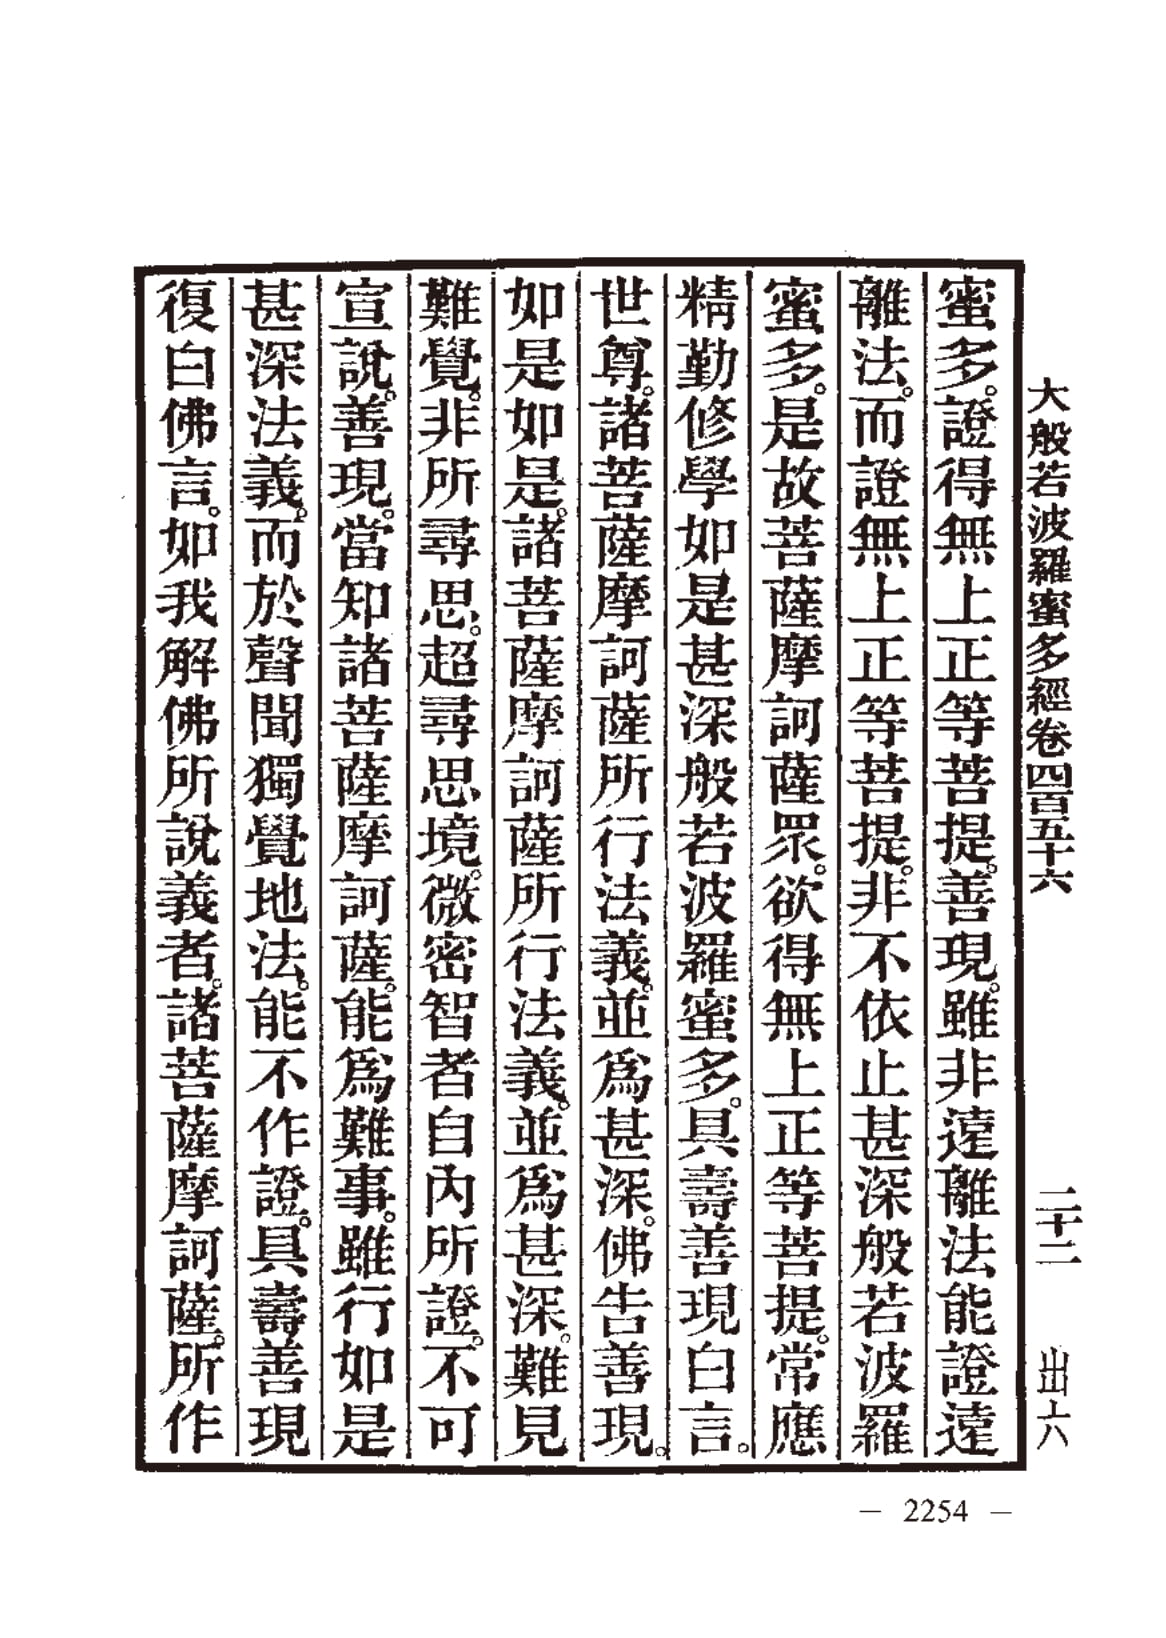 大般若波羅蜜多經卷四百五十六 二十二 出六
蜜多。證得無上正等菩提。善現。雖非遠離法能證遠
離法。而證無上正等菩提。非不依止甚深般若波羅
蜜多。是故菩薩摩訶薩眾。欲得無上正等菩提。常應
精勤修學如是甚深般若波羅蜜多。具壽善現白言。
世尊。諸菩薩摩訶薩所行法義。並為甚深。佛告善現。
如是如是。諸菩薩摩訶薩所行法義。並為甚深。難見
難覺。非所尋思。超尋思境。微密智者自內所證。不可
宣說。善現。當知諸菩薩摩訶薩。能為難事。雖行如是
甚深法義。而於聲聞獨覺地法。能不作證。具壽善現
復白佛言。如我解佛所說義者。諸菩薩摩訶薩。所作
— 2254 —